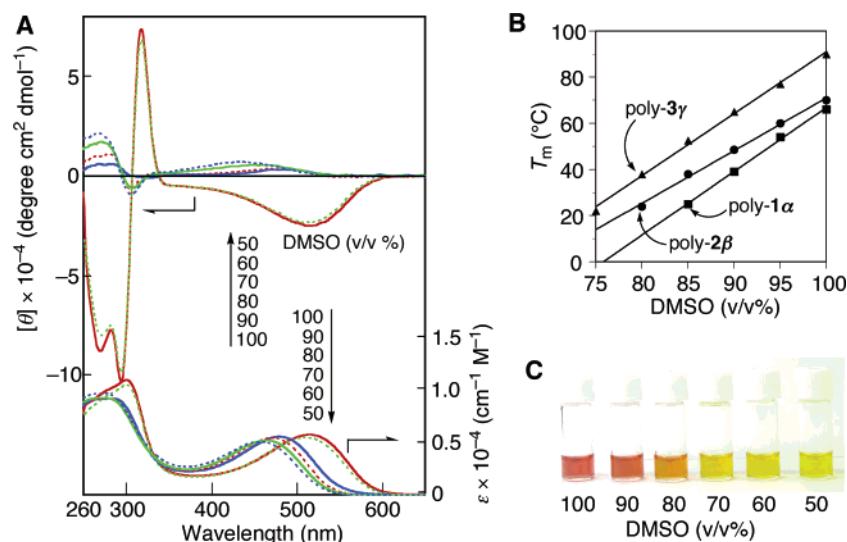 A
[θ] × 10⁻⁴ (degree cm² dmol⁻¹)
5
0
−5
−10
DMSO (v/v %)
50
60
70
80
90
100
100
90
80
70
60
50
1.5
1.0
0.5
0
ε × 10⁻⁴ (cm⁻¹ M⁻¹)
260 300 400 500 600
Wavelength (nm)
B
Tm (°C)
100
80
60
40
20
0
poly-3γ
poly-1α
poly-2β
75 80 85 90 95 100
DMSO (v/v%)
C
100 90 80 70 60 50
DMSO (v/v%)